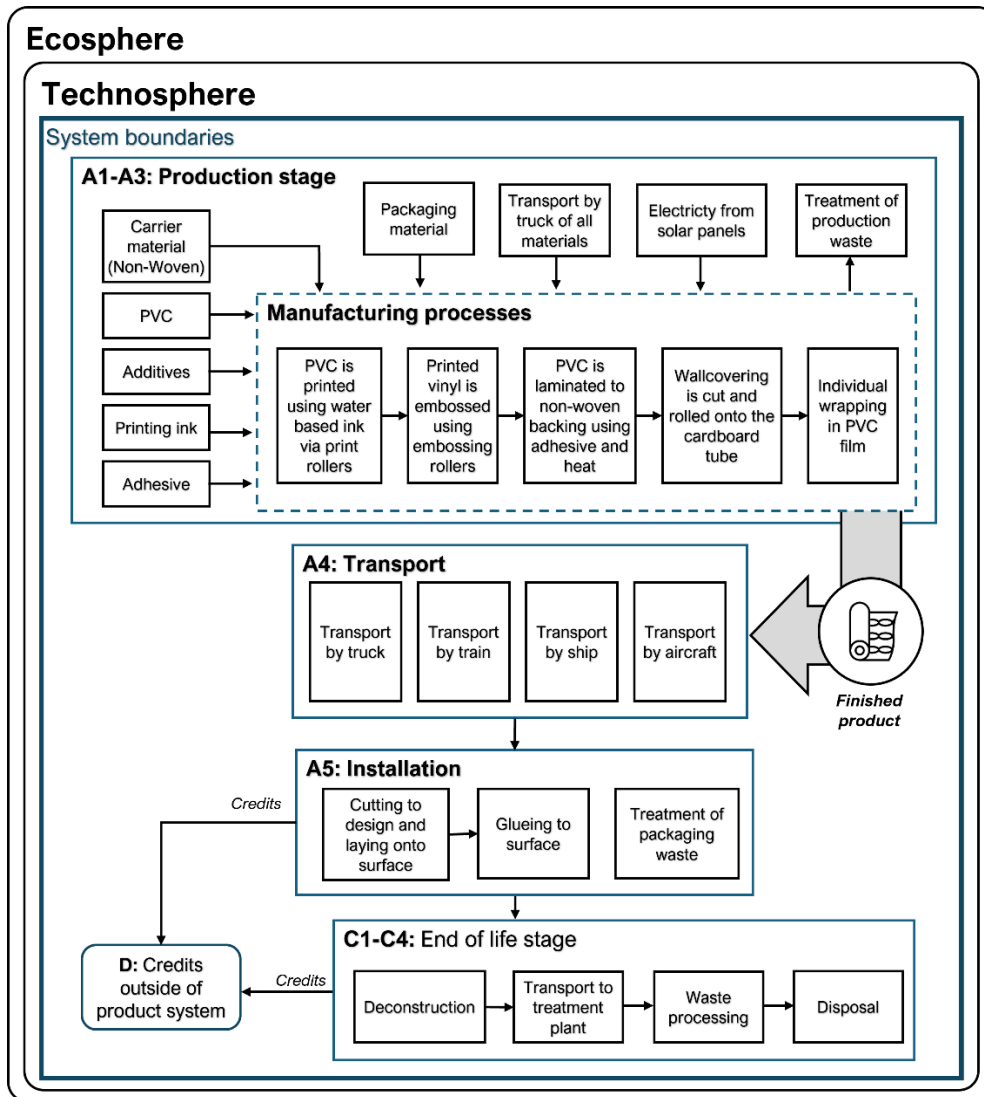 Ecosphere
Technosphere
System boundaries
A1-A3: Production stage
Carrier
material
(Non-Woven)
PVC
Additives
Printing ink
Adhesive
Packaging
material
Transport by
truck of all
materials
Electricty from
solar panels
Treatment of
production
waste
Manufacturing processes
PVC is
printed
using water
based ink
via print
rollers
Printed
vinyl is
embossed
using
embossing
rollers
PVC is
laminated to
non-woven
backing using
adhesive and
heat
Wallcovering
is cut and
rolled onto the
cardboard
tube
Individual
wrapping
in PVC
film
A4: Transport
Transport
by truck
Transport
by train
Transport
by ship
Transport
by aircraft
Finished
product
A5: Installation
Credits
Cutting to
design and
laying onto
surface
Glueing to
surface
Treatment of
packaging
waste
C1-C4: End of life stage
Credits
D: Credits
outside of
product system
Deconstruction
Transport to
treatment
plant
Waste
processing
Disposal